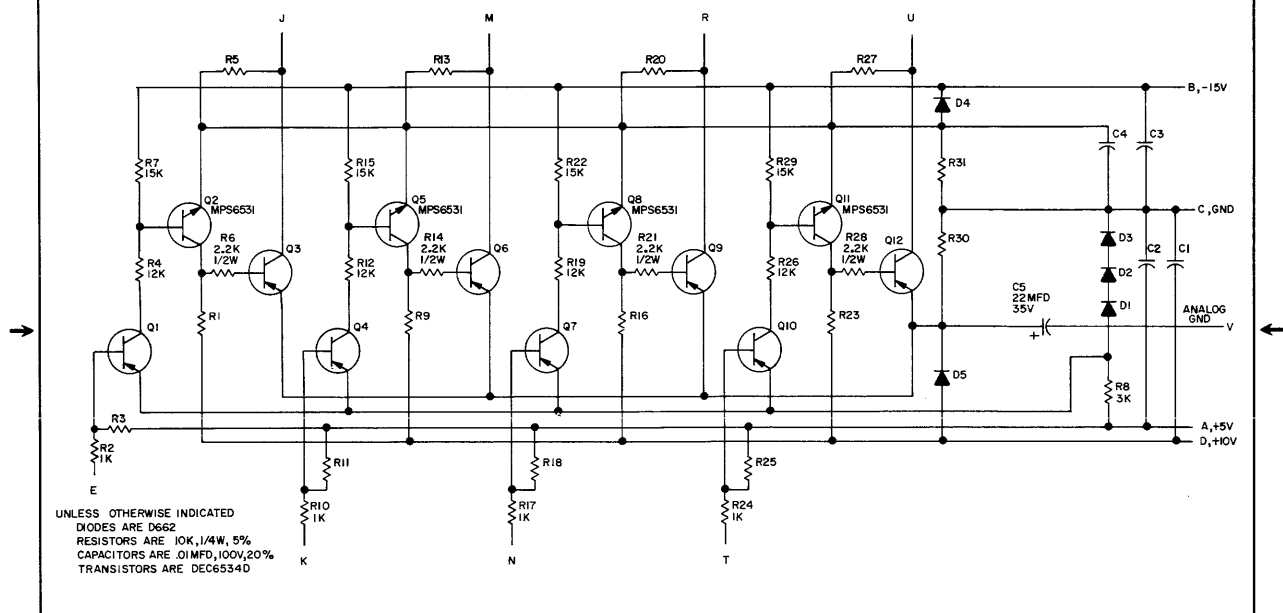 J M R U
R5 R13 R20 R27
B,-15V
D4
C4 C3
R7
15K
R15
15K
R22
15K
R29
15K
R31
Q2
MPS6531
Q5
MPS6531
Q8
MPS6531
Q11
MPS6531
C,GND
R6
2.2K
1/2W
Q3
R14
2.2K
1/2W
Q6
R21
2.2K
1/2W
Q9
R28
2.2K
1/2W
Q12
R30
D3
C2 C1
R4
12K
R12
12K
R19
12K
R26
12K
D2
C5
22MFD
35V
+
D1
ANALOG
GND
V
Q1 R1 Q4 R9 Q7 R16 Q10 R23
D5
R8
3K
R3
A,+5V
D,+10V
R2
1K
R11 R18 R25
E
R10
1K
R17
1K
R24
1K
K N T
UNLESS OTHERWISE INDICATED
DIODES ARE D662
RESISTORS ARE 10K,1/4W,5%
CAPACITORS ARE .01MFD,100V,20%
TRANSISTORS ARE DEC6534D